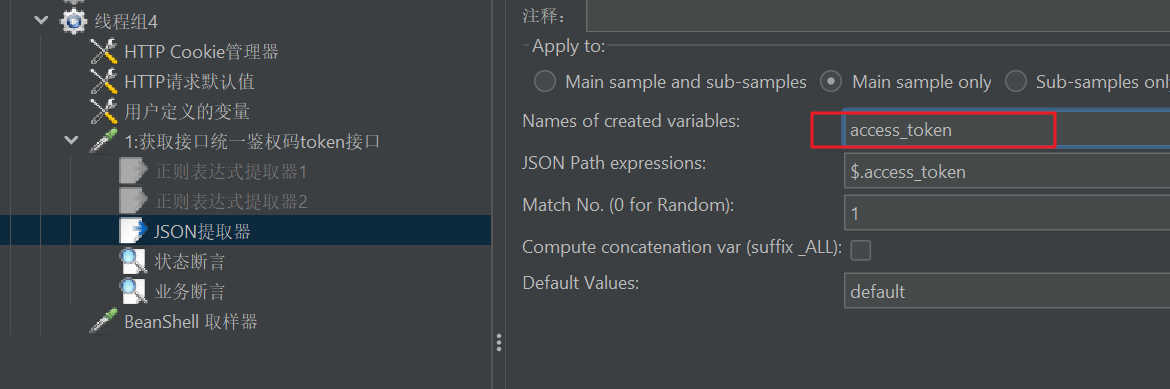 线程组4
HTTP Cookie管理器
HTTP请求默认值
用户定义的变量
1:获取接口统一鉴权码token接口
正则表达式提取器1
正则表达式提取器2
JSON提取器
状态断言
业务断言
BeanShell 取样器
注释：
Apply to:
Main sample and sub-samples
Main sample only
Sub-samples only
Names of created variables:
access_token
JSON Path expressions:
$.access_token
Match No. (0 for Random):
1
Compute concatenation var (suffix _ALL):
Default Values:
default